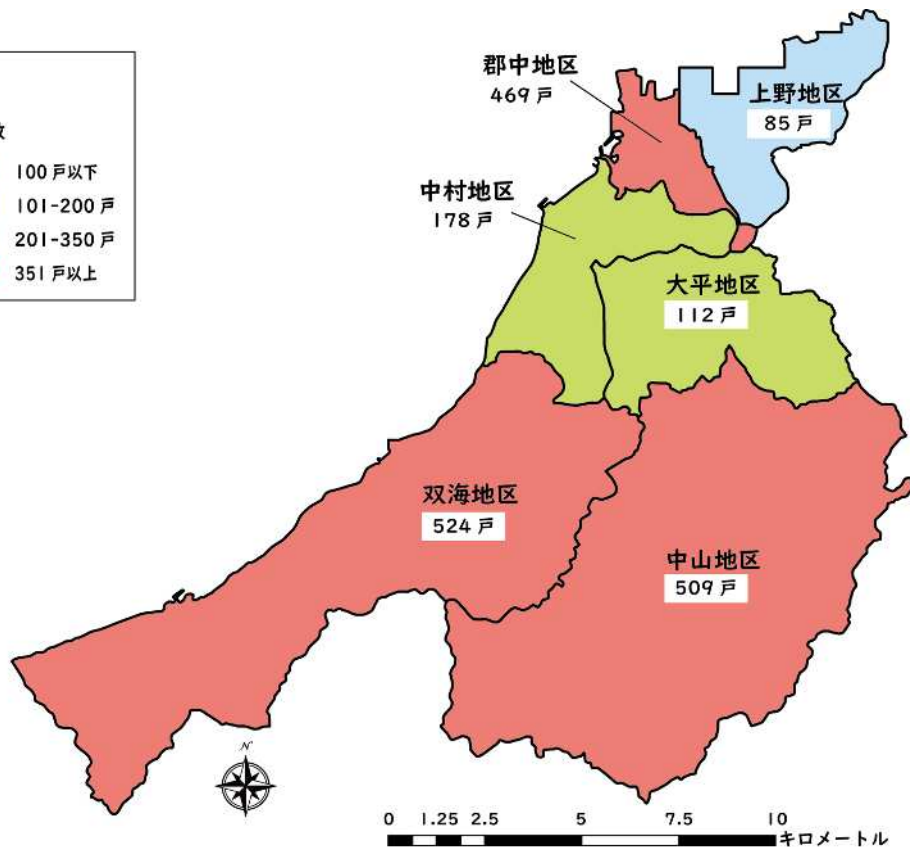 数
100戸以下
101-200戸
201-350戸
351戸以上
郡中地区
469戸
上野地区
85戸
中村地区
178戸
大平地区
112戸
双海地区
524戸
中山地区
509戸
N
0 1.25 2.5 5 7.5 10
キロメートル